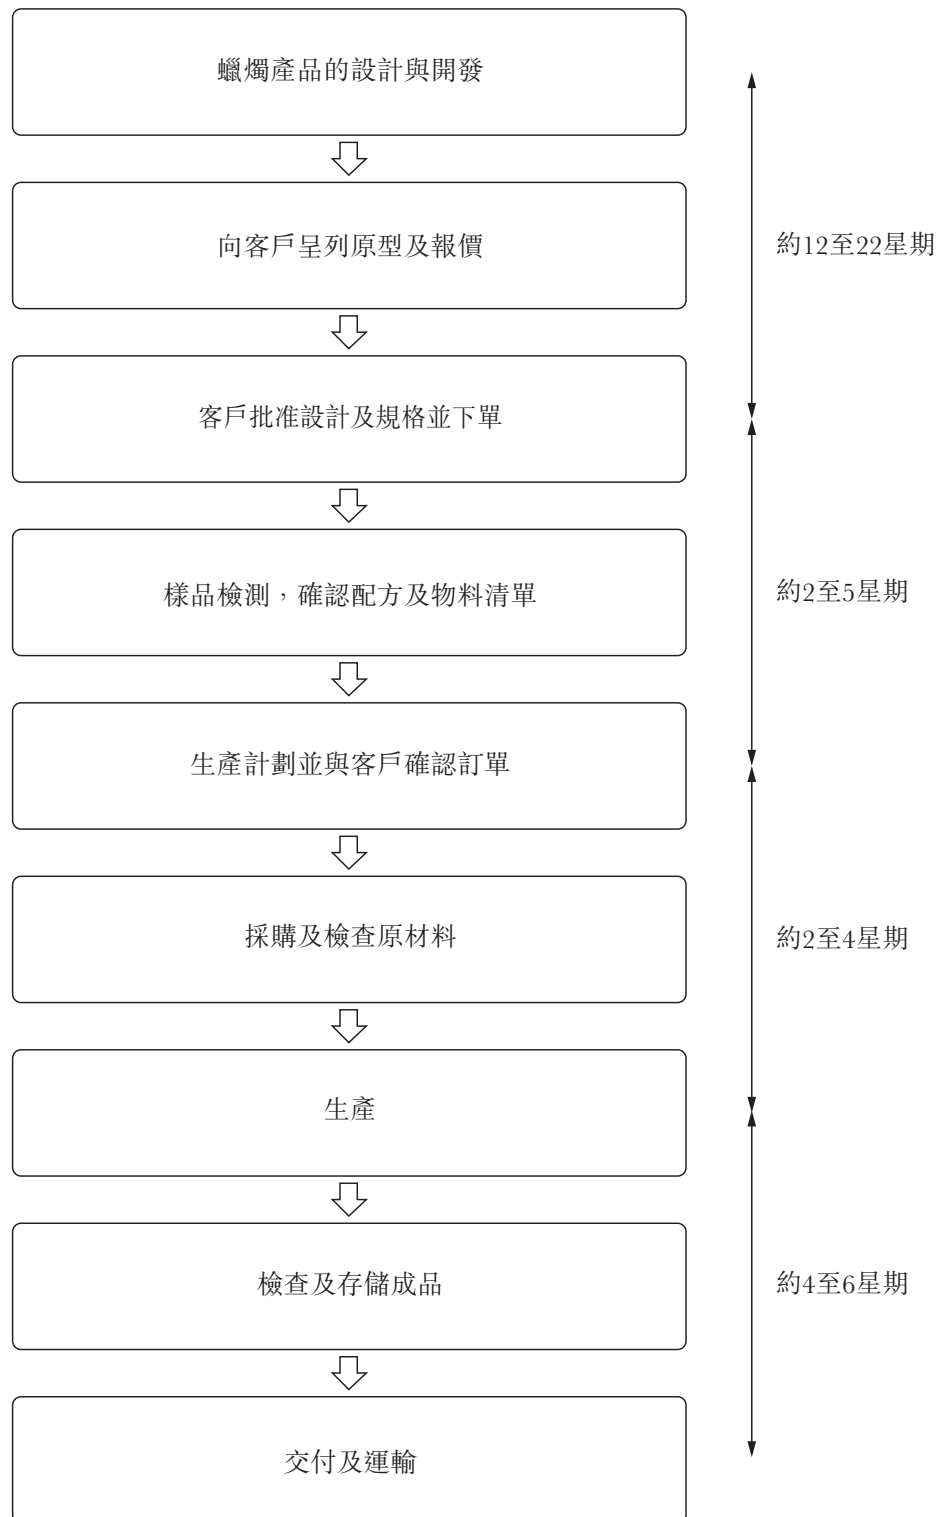 蠟燭產品的設計與開發
向客戶呈列原型及報價
約12至22星期
客戶批准設計及規格並下單
樣品檢測，確認配方及物料清單
約2至5星期
生產計劃並與客戶確認訂單
採購及檢查原材料
約2至4星期
生產
檢查及存儲成品
約4至6星期
交付及運輸